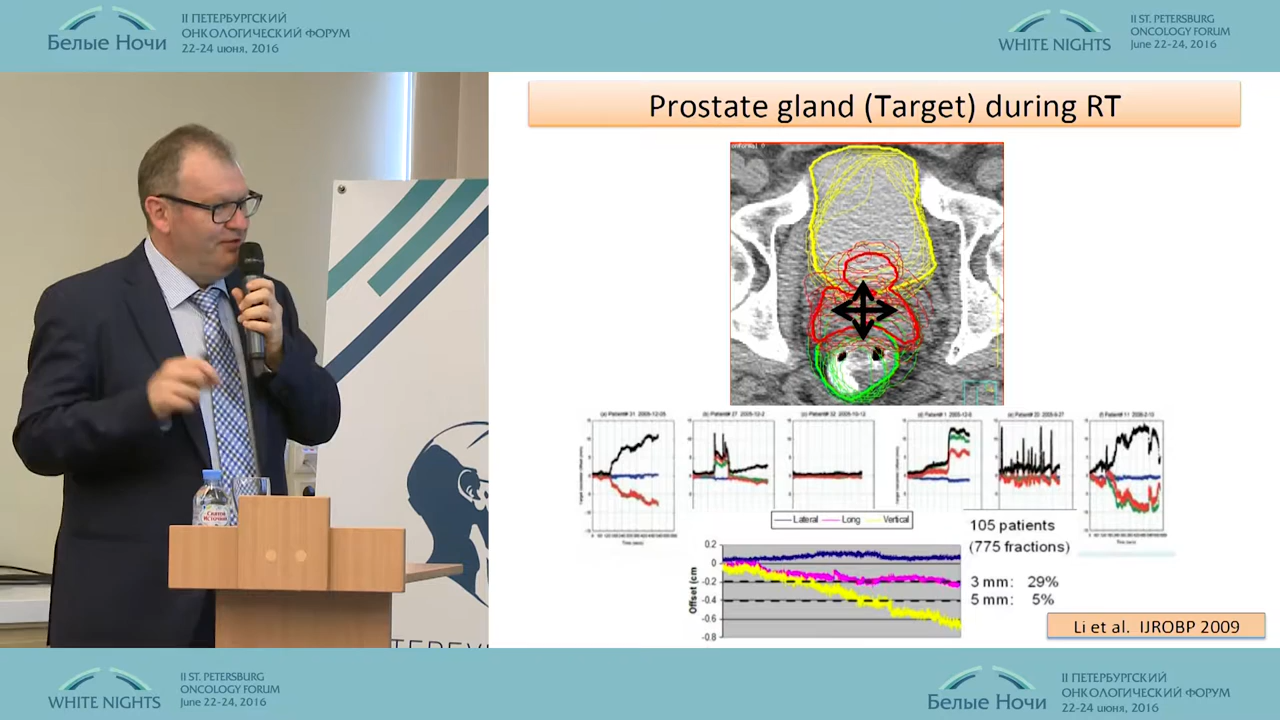 II ПЕТЕРБУРГСКИЙ
ОНКОЛОГИЧЕСКИЙ ФОРУМ
Белые Ночи
22-24 июня, 2016
II ST. PETERSBURG
ONCOLOGY FORUM
WHITE NIGHTS
June 22-24, 2016
Prostate gland (Target) during RT
Lateral
Long
Vertical
105 patients
(775 fractions)
3 mm: 29%
5 mm: 5%
Offset (cm
0.2
0
-0.2
-0.4
-0.6
-0.8
Li et al. IJROBP 2009
Святой
Источник
II ST. PETERSBURG
ONCOLOGY FORUM
WHITE NIGHTS
June 22-24, 2016
II ПЕТЕРБУРГСКИЙ
ОНКОЛОГИЧЕСКИЙ ФОРУМ
Белые Ночи
22-24 июня, 2016